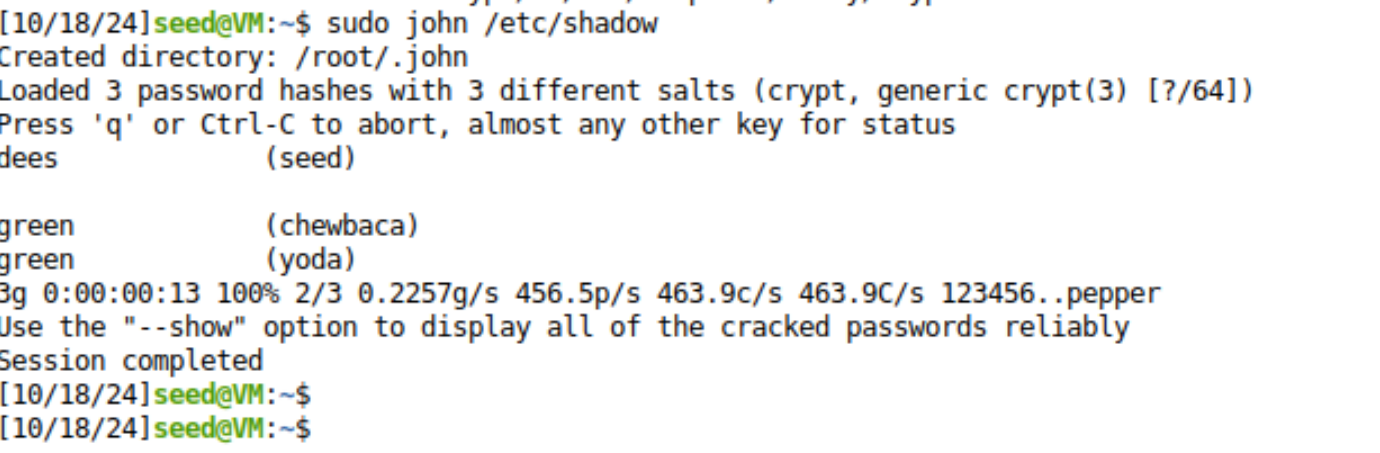 [10/18/24]seed@VM:~$ sudo john /etc/shadow
Created directory: /root/.john
Loaded 3 password hashes with 3 different salts (crypt, generic crypt(3) [?/64])
Press 'q' or Ctrl-C to abort, almost any other key for status
dees             (seed)
green            (chewbaca)
green            (yoda)
3g 0:00:00:13 100% 2/3 0.2257g/s 456.5p/s 463.9c/s 463.9C/s 123456..pepper
Use the "--show" option to display all of the cracked passwords reliably
Session completed
[10/18/24]seed@VM:~$
[10/18/24]seed@VM:~$